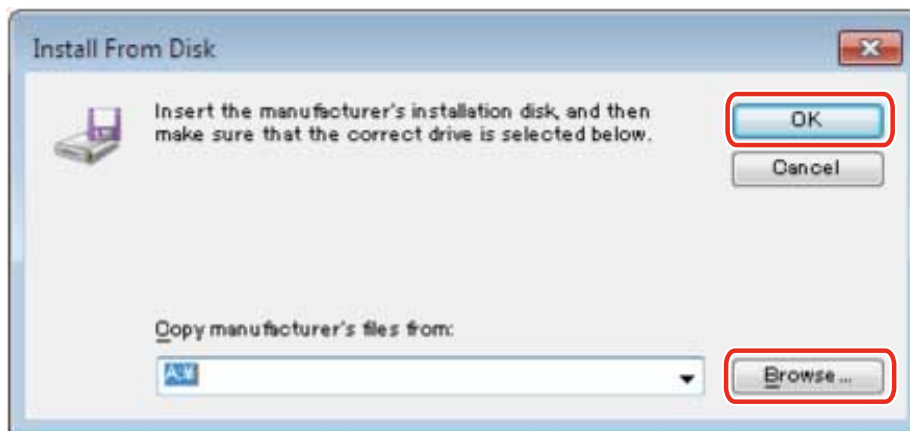 Install From Disk
Insert the manufacturer's installation disk, and then
make sure that the correct drive is selected below.
OK
Cancel
Copy manufacturer's files from:
A:¥
Browse...